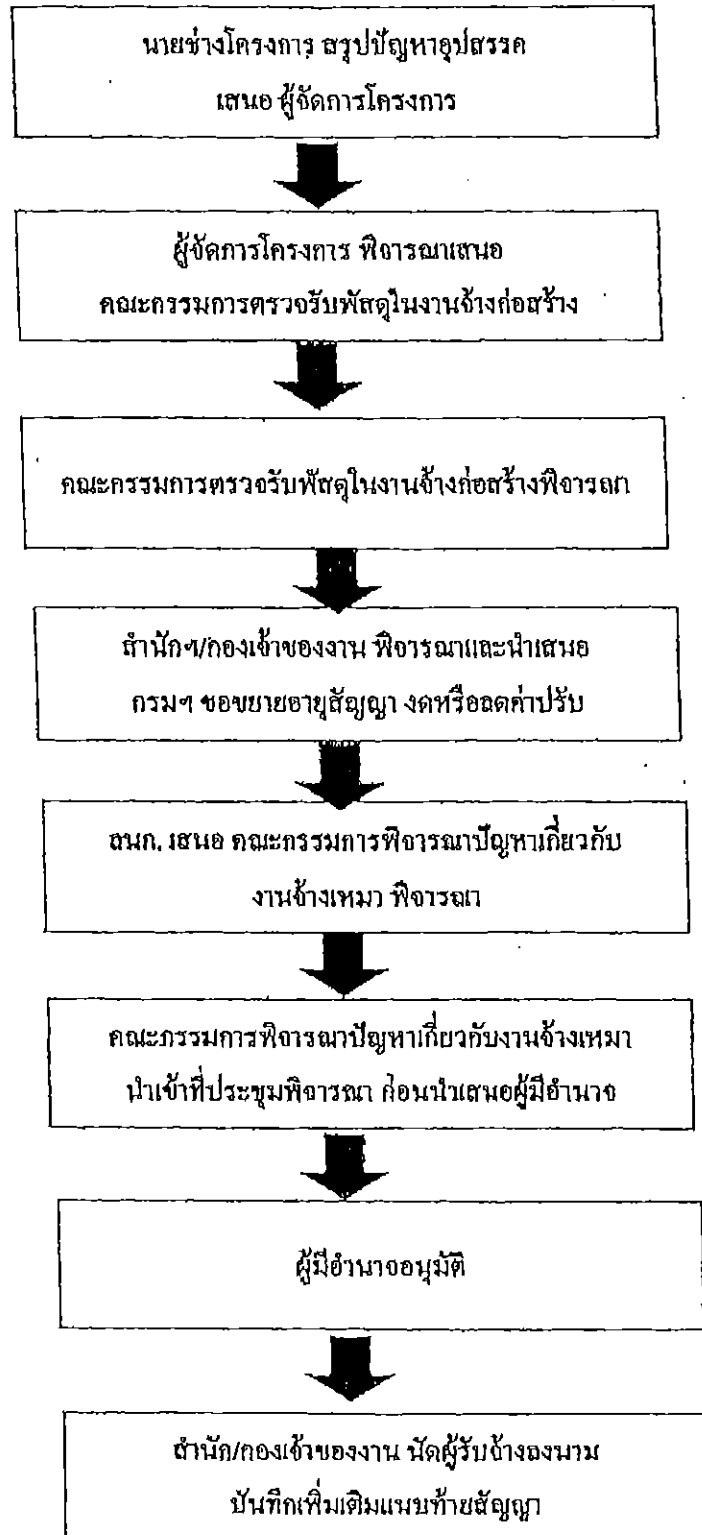 นายช่างโครงการ สรุปปัญหาอุปสรรค
เสนอ ผู้จัดการโครงการ
ผู้จัดการโครงการ พิจารณาเสนอ
คณะกรรมการตรวจรับพัสดุในงานจ้างก่อสร้าง
คณะกรรมการตรวจรับพัสดุในงานจ้างก่อสร้างพิจารณา
สำนักฯ/กองเจ้าของงาน พิจารณาและนำเสนอ
กรมฯ ขอขยายอายุสัญญา งดหรือลดค่าปรับ
สนก. เสนอ คณะกรรมการพิจารณาปัญหาเกี่ยวกับ
งานจ้างเหมา พิจารณา
คณะกรรมการพิจารณาปัญหาเกี่ยวกับงานจ้างเหมา
นำเข้าที่ประชุมพิจารณา ก่อนนำเสนอผู้มีอำนาจ
ผู้มีอำนาจอนุมัติ
สำนัก/กองเจ้าของงาน นัดผู้รับจ้างลงนาม
บันทึกเพิ่มเติมแนบท้ายสัญญา